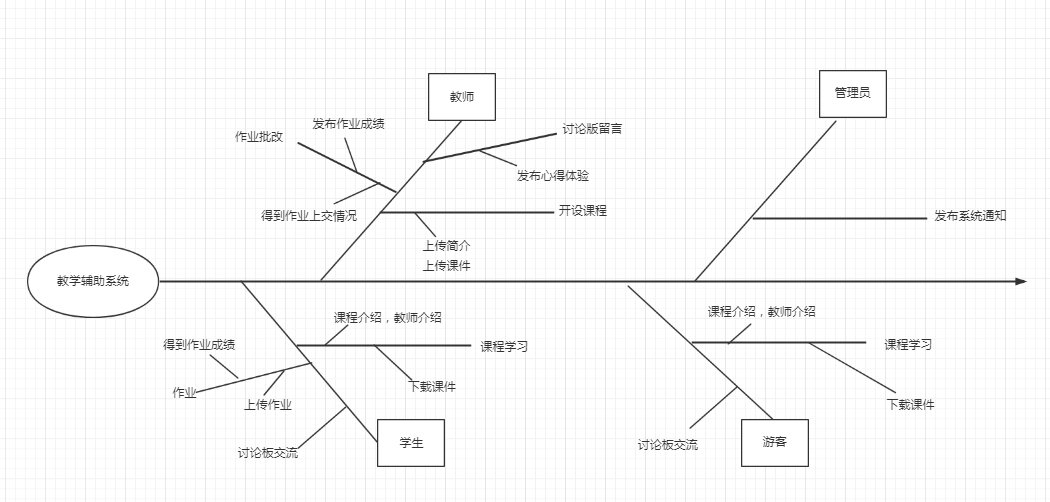 教师
管理员
发布作业成绩
作业批改
讨论版留言
发布心得体验
得到作业上交情况
开设课程
发布系统通知
上传简介
上传课件
教学辅助系统
课程介绍，教师介绍
课程介绍，教师介绍
得到作业成绩
课程学习
课程学习
作业
下载课件
上传作业
下载课件
讨论板交流
学生
讨论板交流
游客